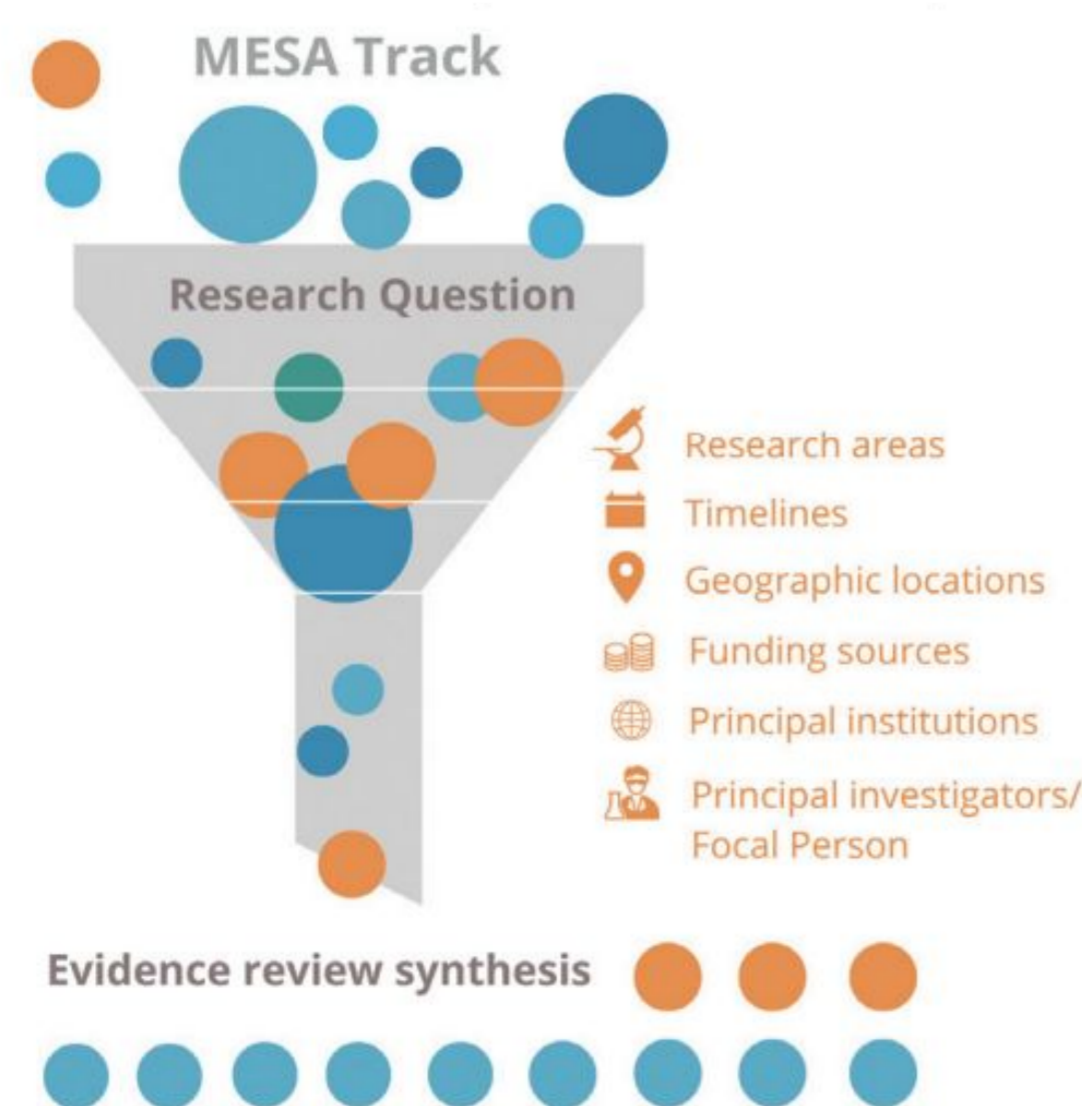 MESA Track
Research Question
Research areas
Timelines
Geographic locations
Funding sources
Principal institutions
Principal investigators/
Focal Person
Evidence review synthesis